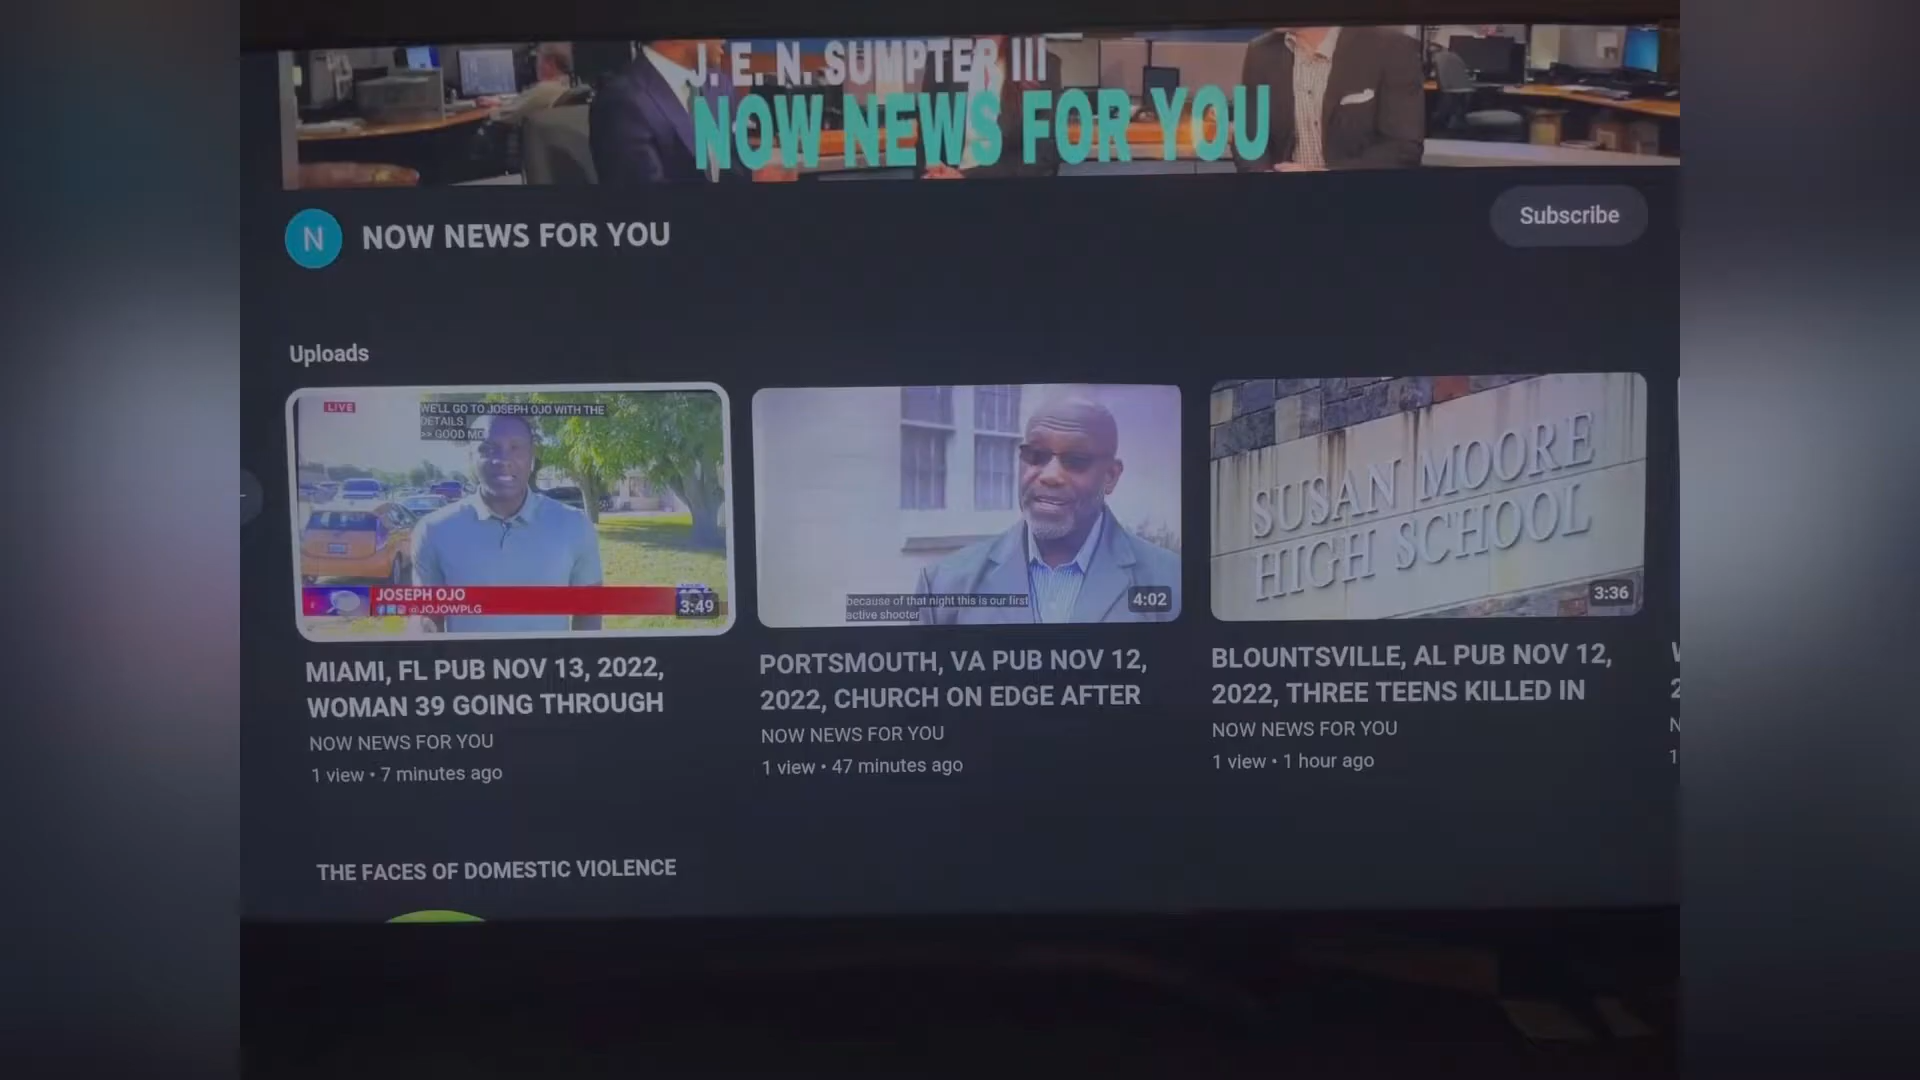 J. E. N. SUMPTER III
NOW NEWS FOR YOU
N
NOW NEWS FOR YOU
Subscribe
Uploads
LIVE
WE'LL GO TO JOSEPH OJO WITH THE
DETAILS.
>> GOOD MO
JOSEPH OJO
@JOJOWPLG
3:49
because of that night this is our first
active shooter
4:02
SUSAN MOORE
HIGH SCHOOL
3:36
MIAMI, FL PUB NOV 13, 2022,
WOMAN 39 GOING THROUGH
NOW NEWS FOR YOU
1 view • 7 minutes ago
PORTSMOUTH, VA PUB NOV 12,
2022, CHURCH ON EDGE AFTER
NOW NEWS FOR YOU
1 view • 47 minutes ago
BLOUNTSVILLE, AL PUB NOV 12,
2022, THREE TEENS KILLED IN
NOW NEWS FOR YOU
1 view • 1 hour ago
THE FACES OF DOMESTIC VIOLENCE